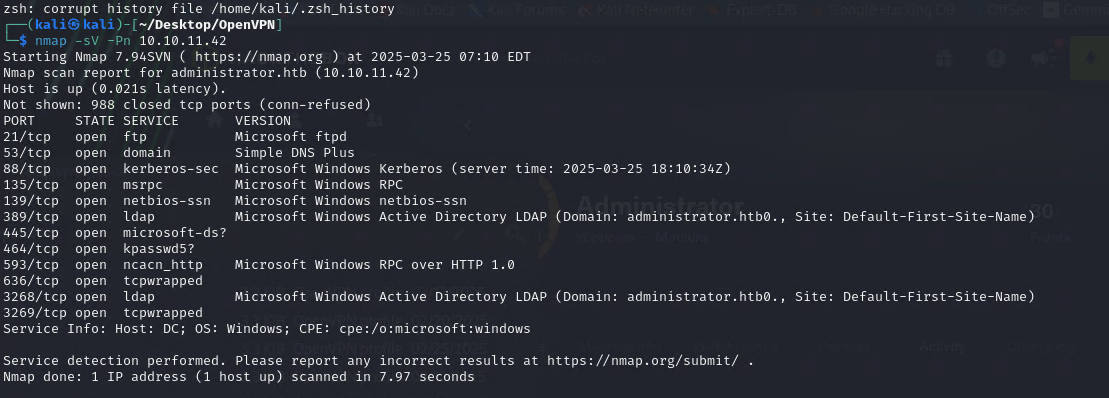 zsh: corrupt history file /home/kali/.zsh_history
┌──(kali㉿kali)-[~/Desktop/OpenVPN]
└─$ nmap -sV -Pn 10.10.11.42
Starting Nmap 7.94SVN ( https://nmap.org ) at 2025-03-25 07:10 EDT
Nmap scan report for administrator.htb (10.10.11.42)
Host is up (0.021s latency).
Not shown: 988 closed tcp ports (conn-refused)
PORT     STATE SERVICE       VERSION
21/tcp   open  ftp           Microsoft ftpd
53/tcp   open  domain        Simple DNS Plus
88/tcp   open  kerberos-sec  Microsoft Windows Kerberos (server time: 2025-03-25 18:10:34Z)
135/tcp  open  msrpc         Microsoft Windows RPC
139/tcp  open  netbios-ssn   Microsoft Windows netbios-ssn
389/tcp  open  ldap          Microsoft Windows Active Directory LDAP (Domain: administrator.htb0., Site: Default-First-Site-Name)
445/tcp  open  microsoft-ds?
464/tcp  open  kpasswd5?
593/tcp  open  ncacn_http    Microsoft Windows RPC over HTTP 1.0
636/tcp  open  tcpwrapped
3268/tcp open  ldap          Microsoft Windows Active Directory LDAP (Domain: administrator.htb0., Site: Default-First-Site-Name)
3269/tcp open  tcpwrapped
Service Info: Host: DC; OS: Windows; CPE: cpe:/o:microsoft:windows

Service detection performed. Please report any incorrect results at https://nmap.org/submit/ .
Nmap done: 1 IP address (1 host up) scanned in 7.97 seconds
Administrator